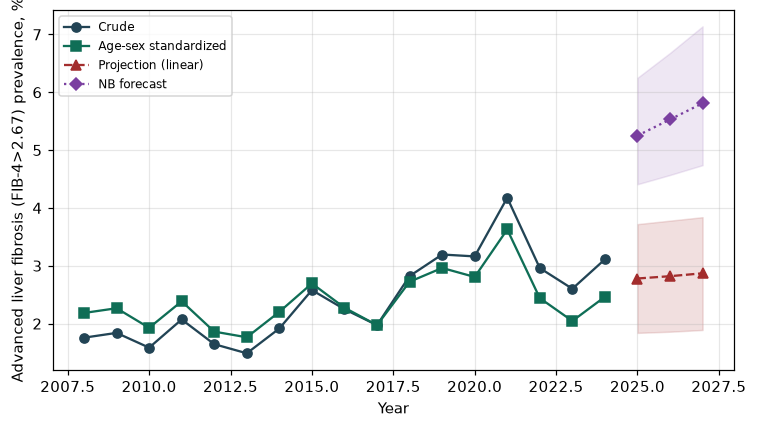 Advanced liver fibrosis (FIB-4>2.67) prevalence, %
7
6
5
4
3
2
Crude
Age-sex standardized
Projection (linear)
NB forecast
2007.5 2010.0 2012.5 2015.0 2017.5 2020.0 2022.5 2025.0 2027.5
Year